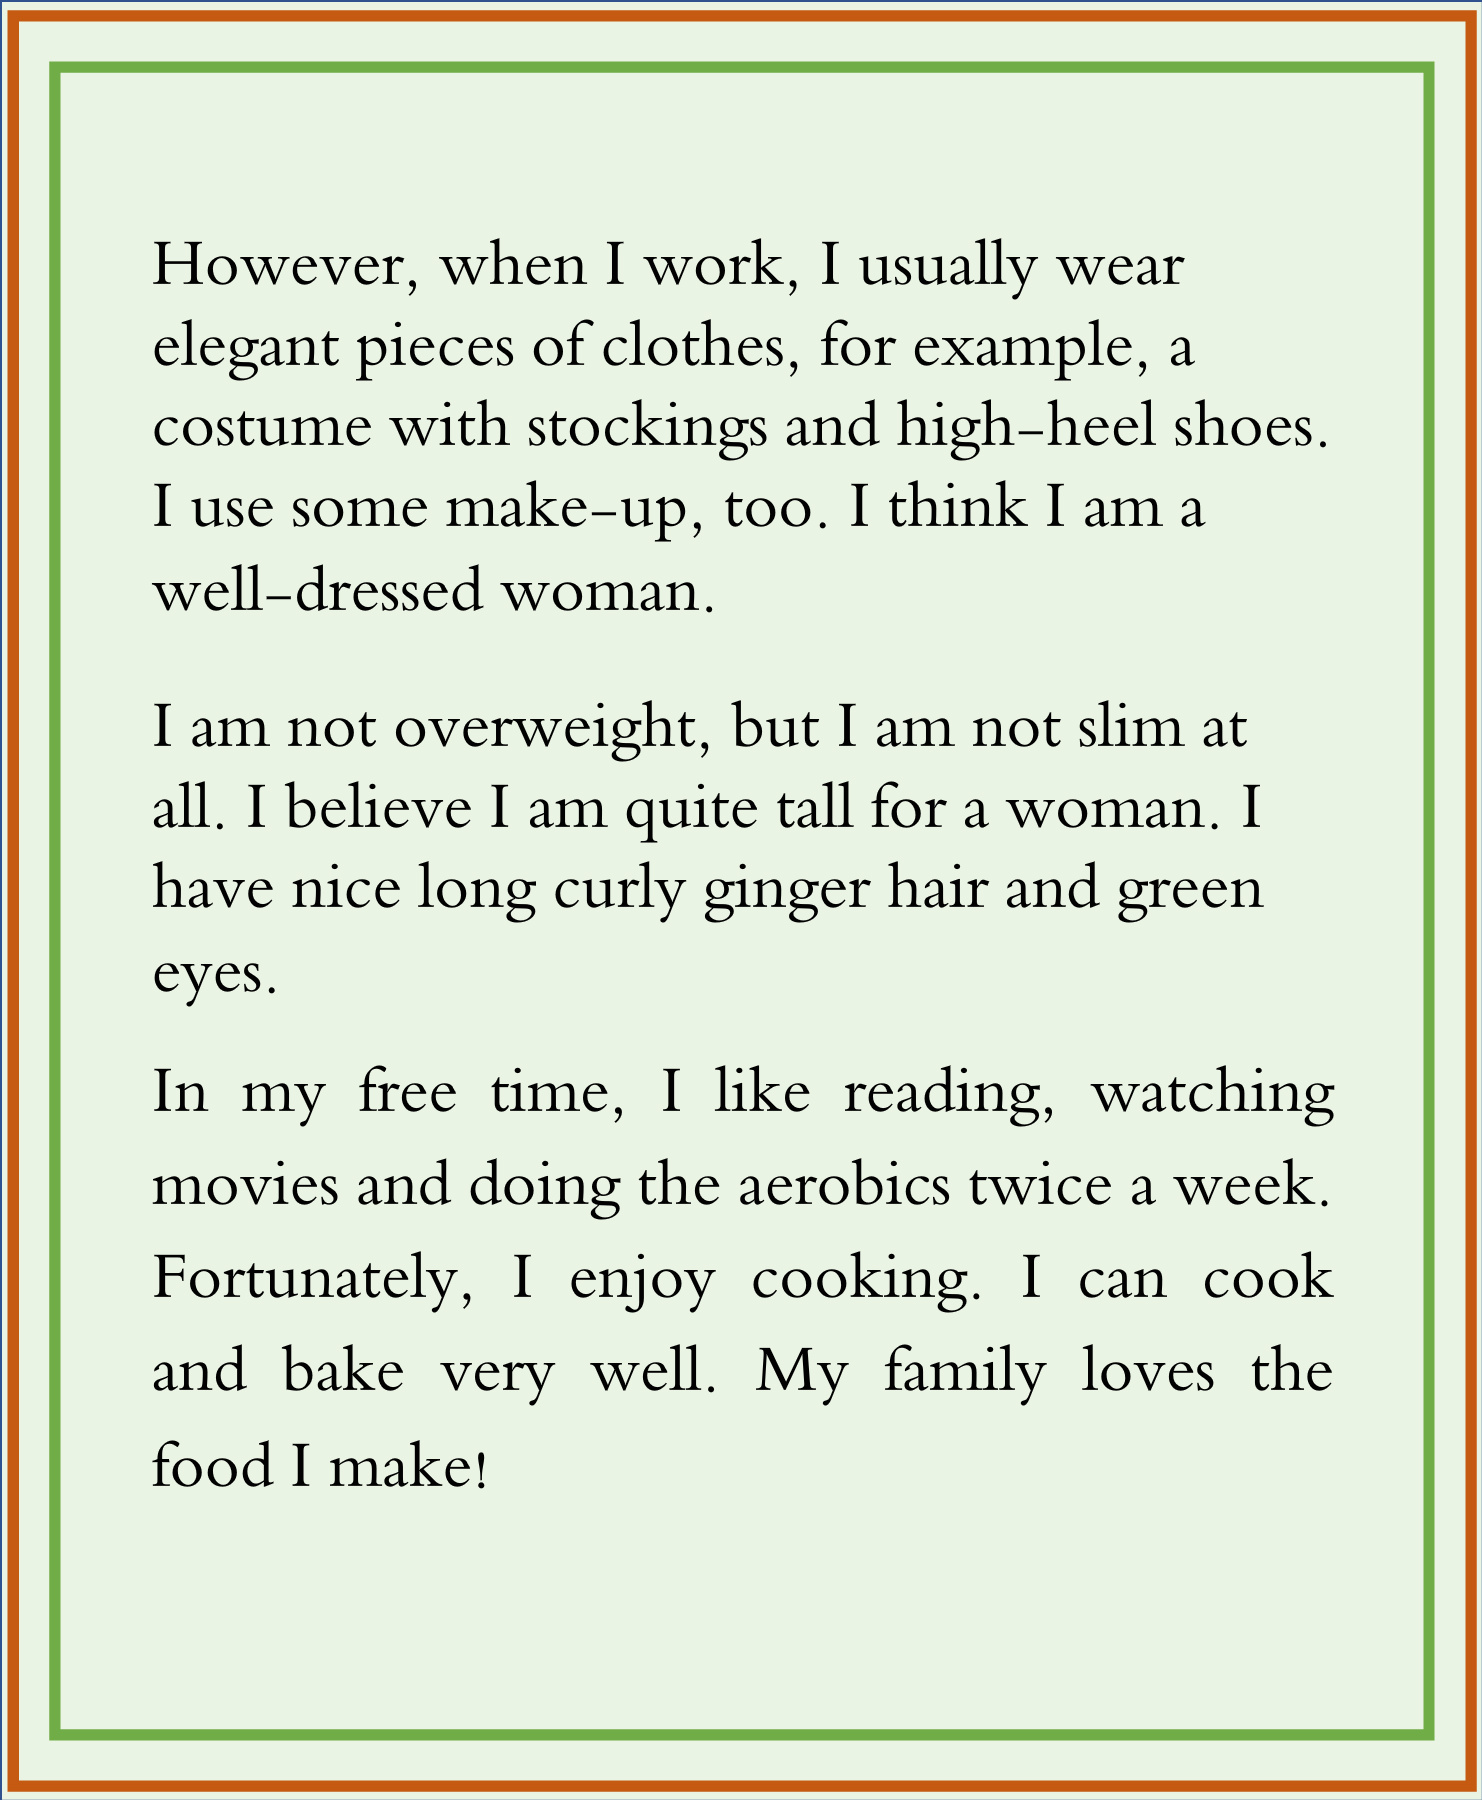 However, when I work, I usually wear
elegant pieces of clothes, for example, a
costume with stockings and high-heel shoes.
I use some make-up, too. I think I am a
well-dressed woman.
I am not overweight, but I am not slim at
all. I believe I am quite tall for a woman. I
have nice long curly ginger hair and green
eyes.
In my free time, I like reading, watching
movies and doing the aerobics twice a week.
Fortunately, I enjoy cooking. I can cook
and bake very well. My family loves the
food I make!